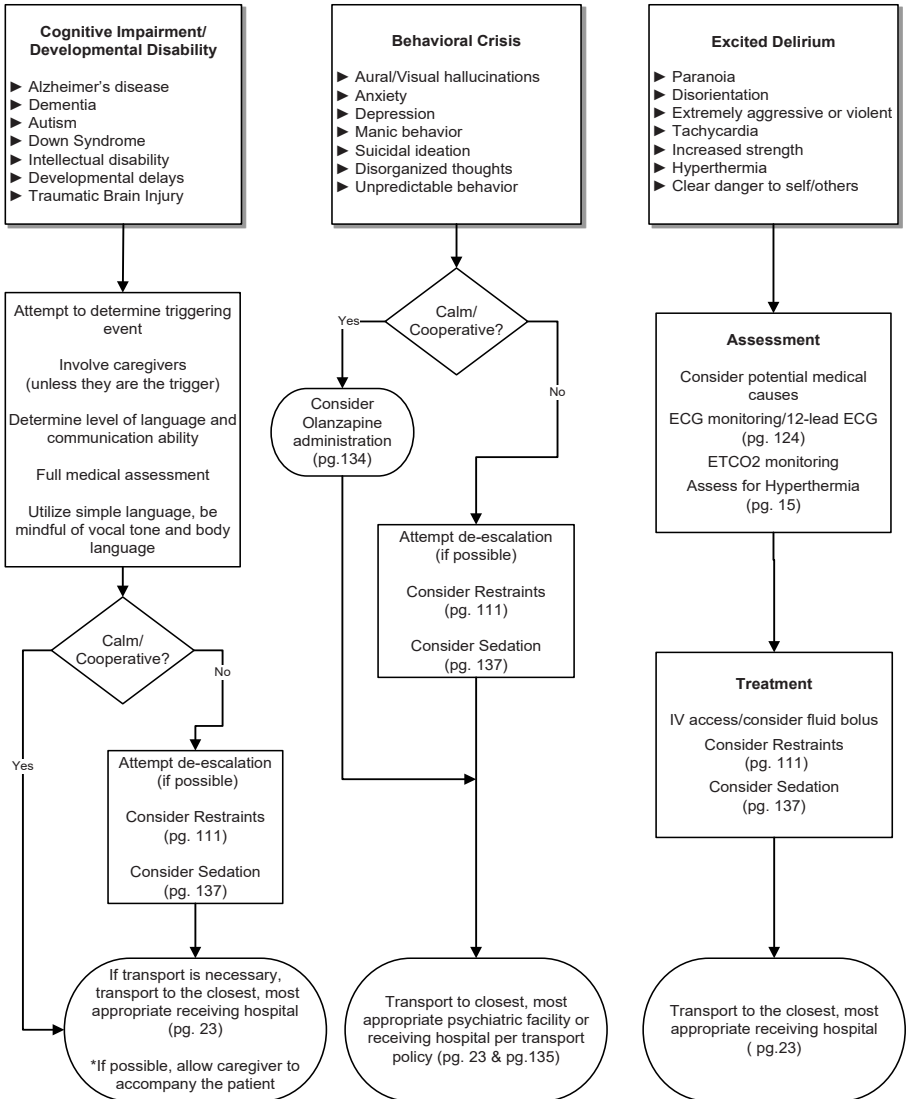 Cognitive Impairment/
Developmental Disability
► Alzheimer's disease
► Dementia
► Autism
► Down Syndrome
► Intellectual disability
► Developmental delays
► Traumatic Brain Injury
Attempt to determine triggering
event
Involve caregivers
(unless they are the trigger)
Determine level of language and
communication ability
Full medical assessment
Utilize simple language, be
mindful of vocal tone and body
language
Calm/
Cooperative?
Yes
No
Attempt de-escalation
(if possible)
Consider Restraints
(pg. 111)
Consider Sedation
(pg. 137)
If transport is necessary,
transport to the closest, most
appropriate receiving hospital
(pg. 23)
*If possible, allow caregiver to
accompany the patient
Behavioral Crisis
► Aural/Visual hallucinations
► Anxiety
► Depression
► Manic behavior
► Suicidal ideation
► Disorganized thoughts
► Unpredictable behavior
Calm/
Cooperative?
Yes
No
Consider
Olanzapine
administration
(pg.134)
Attempt de-escalation
(if possible)
Consider Restraints
(pg. 111)
Consider Sedation
(pg. 137)
Transport to closest, most
appropriate psychiatric facility or
receiving hospital per transport
policy (pg. 23 & pg.135)
Excited Delirium
► Paranoia
► Disorientation
► Extremely aggressive or violent
► Tachycardia
► Increased strength
► Hyperthermia
► Clear danger to self/others
Assessment
Consider potential medical
causes
ECG monitoring/12-lead ECG
(pg. 124)
ETCO2 monitoring
Assess for Hyperthermia
(pg. 15)
Treatment
IV access/consider fluid bolus
Consider Restraints
(pg. 111)
Consider Sedation
(pg. 137)
Transport to the closest, most
appropriate receiving hospital
( pg.23)